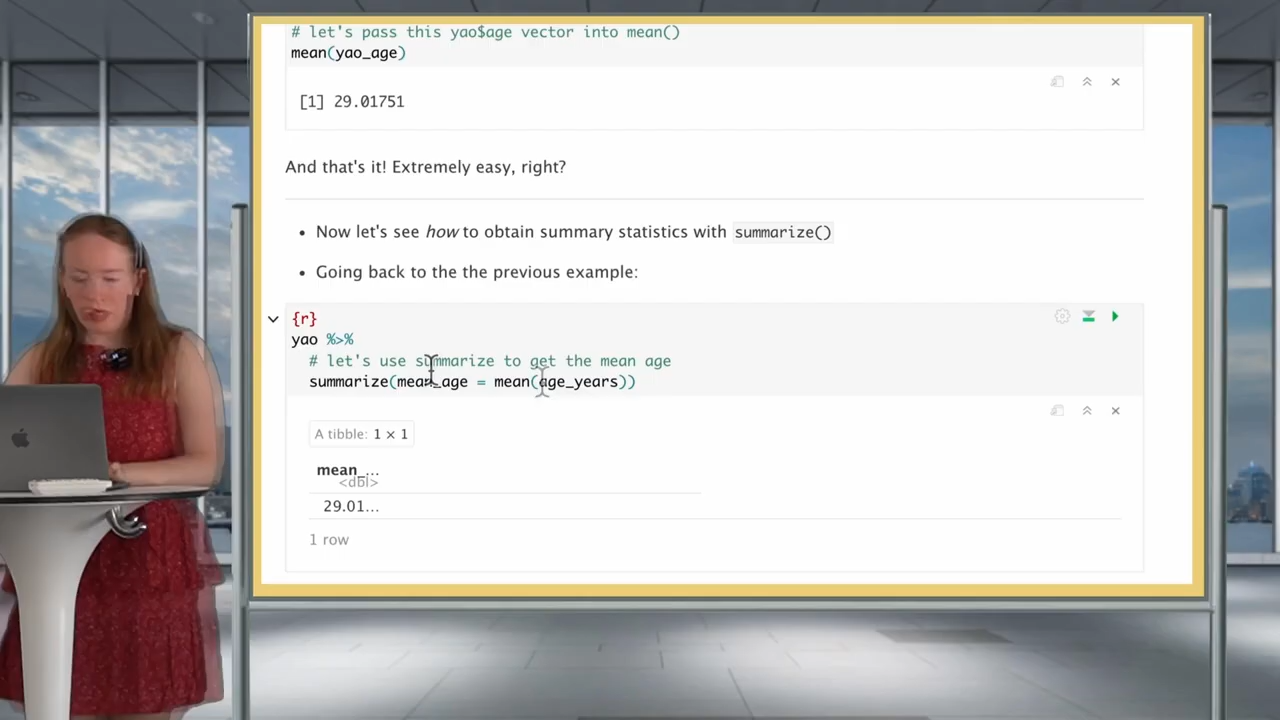 # let's pass this yao$age vector into mean()
mean(yao_age)
[1] 29.01751
And that's it! Extremely easy, right?
• Now let's see how to obtain summary statistics with summarize()
• Going back to the the previous example:
{r}
yao %>%
# let's use summarize to get the mean age
summarize(mean_age = mean(age_years))
A tibble: 1 × 1
mean_...
<dbl>
29.01...
1 row